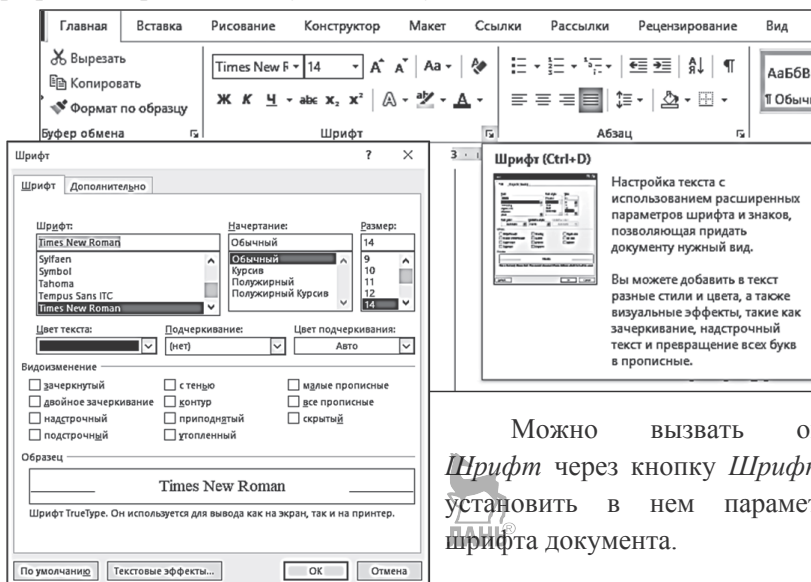 Главная Вставка Рисование Конструктор Макет Ссылки Рассылки Рецензирование Вид
Вырезать
Копировать
Формат по образцу
Буфер обмена
Times New F 14 А А Aa
Ж К Ч abc x₂ x² A aby A
Шрифт
Абзац
АаБбВ
¶ Обычн
Шрифт ? ×
Шрифт Дополнительно
Шрифт: Начертание: Размер:
Times New Roman Обычный 14
Sylfaen Обычный 9
Symbol Курсив 10
Tahoma Полужирный 11
Tempus Sans ITC Полужирный Курсив 12
Times New Roman 14
Цвет текста: Подчеркивание: Цвет подчеркивания:
(нет) Авто
Видоизменение
зачеркнутый с тенью малые прописные
двойное зачеркивание контур все прописные
надстрочный приподнятый скрытый
подстрочный утопленный
Образец
Times New Roman
Шрифт TrueType. Он используется для вывода как на экран, так и на принтер.
По умолчанию Текстовые эффекты... ОК Отмена
3
Шрифт (Ctrl+D)
Настройка текста с
использованием расширенных
параметров шрифта и знаков,
позволяющая придать
документу нужный вид.
Вы можете добавить в текст
разные стили и цвета, а также
визуальные эффекты, такие как
зачеркивание, надстрочный
текст и превращение всех букв
в прописные.
Можно вызвать о
Шрифт через кнопку Шрифт
установить в нем парамет
шрифта документа.
ДАНЬ®